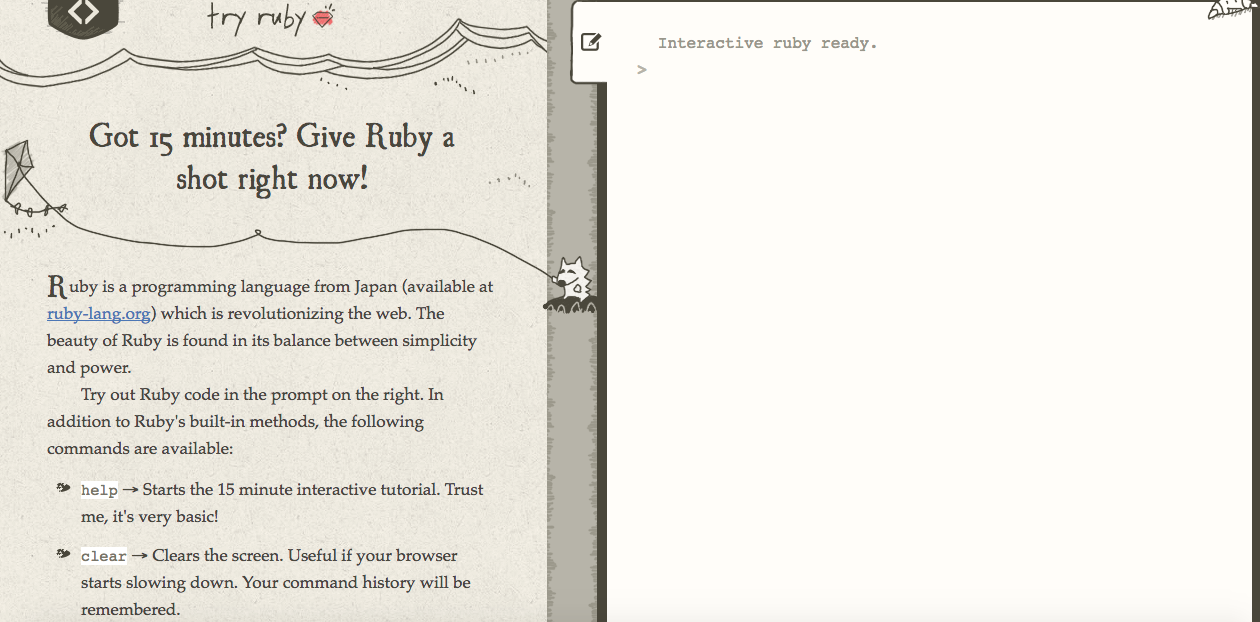 try ruby
Got 15 minutes? Give Ruby a
shot right now!
Ruby is a programming language from Japan (available at
ruby-lang.org) which is revolutionizing the web. The
beauty of Ruby is found in its balance between simplicity
and power.
Try out Ruby code in the prompt on the right. In
addition to Ruby's built-in methods, the following
commands are available:
help → Starts the 15 minute interactive tutorial. Trust
me, it's very basic!
clear → Clears the screen. Useful if your browser
starts slowing down. Your command history will be
remembered.
Interactive ruby ready.
>